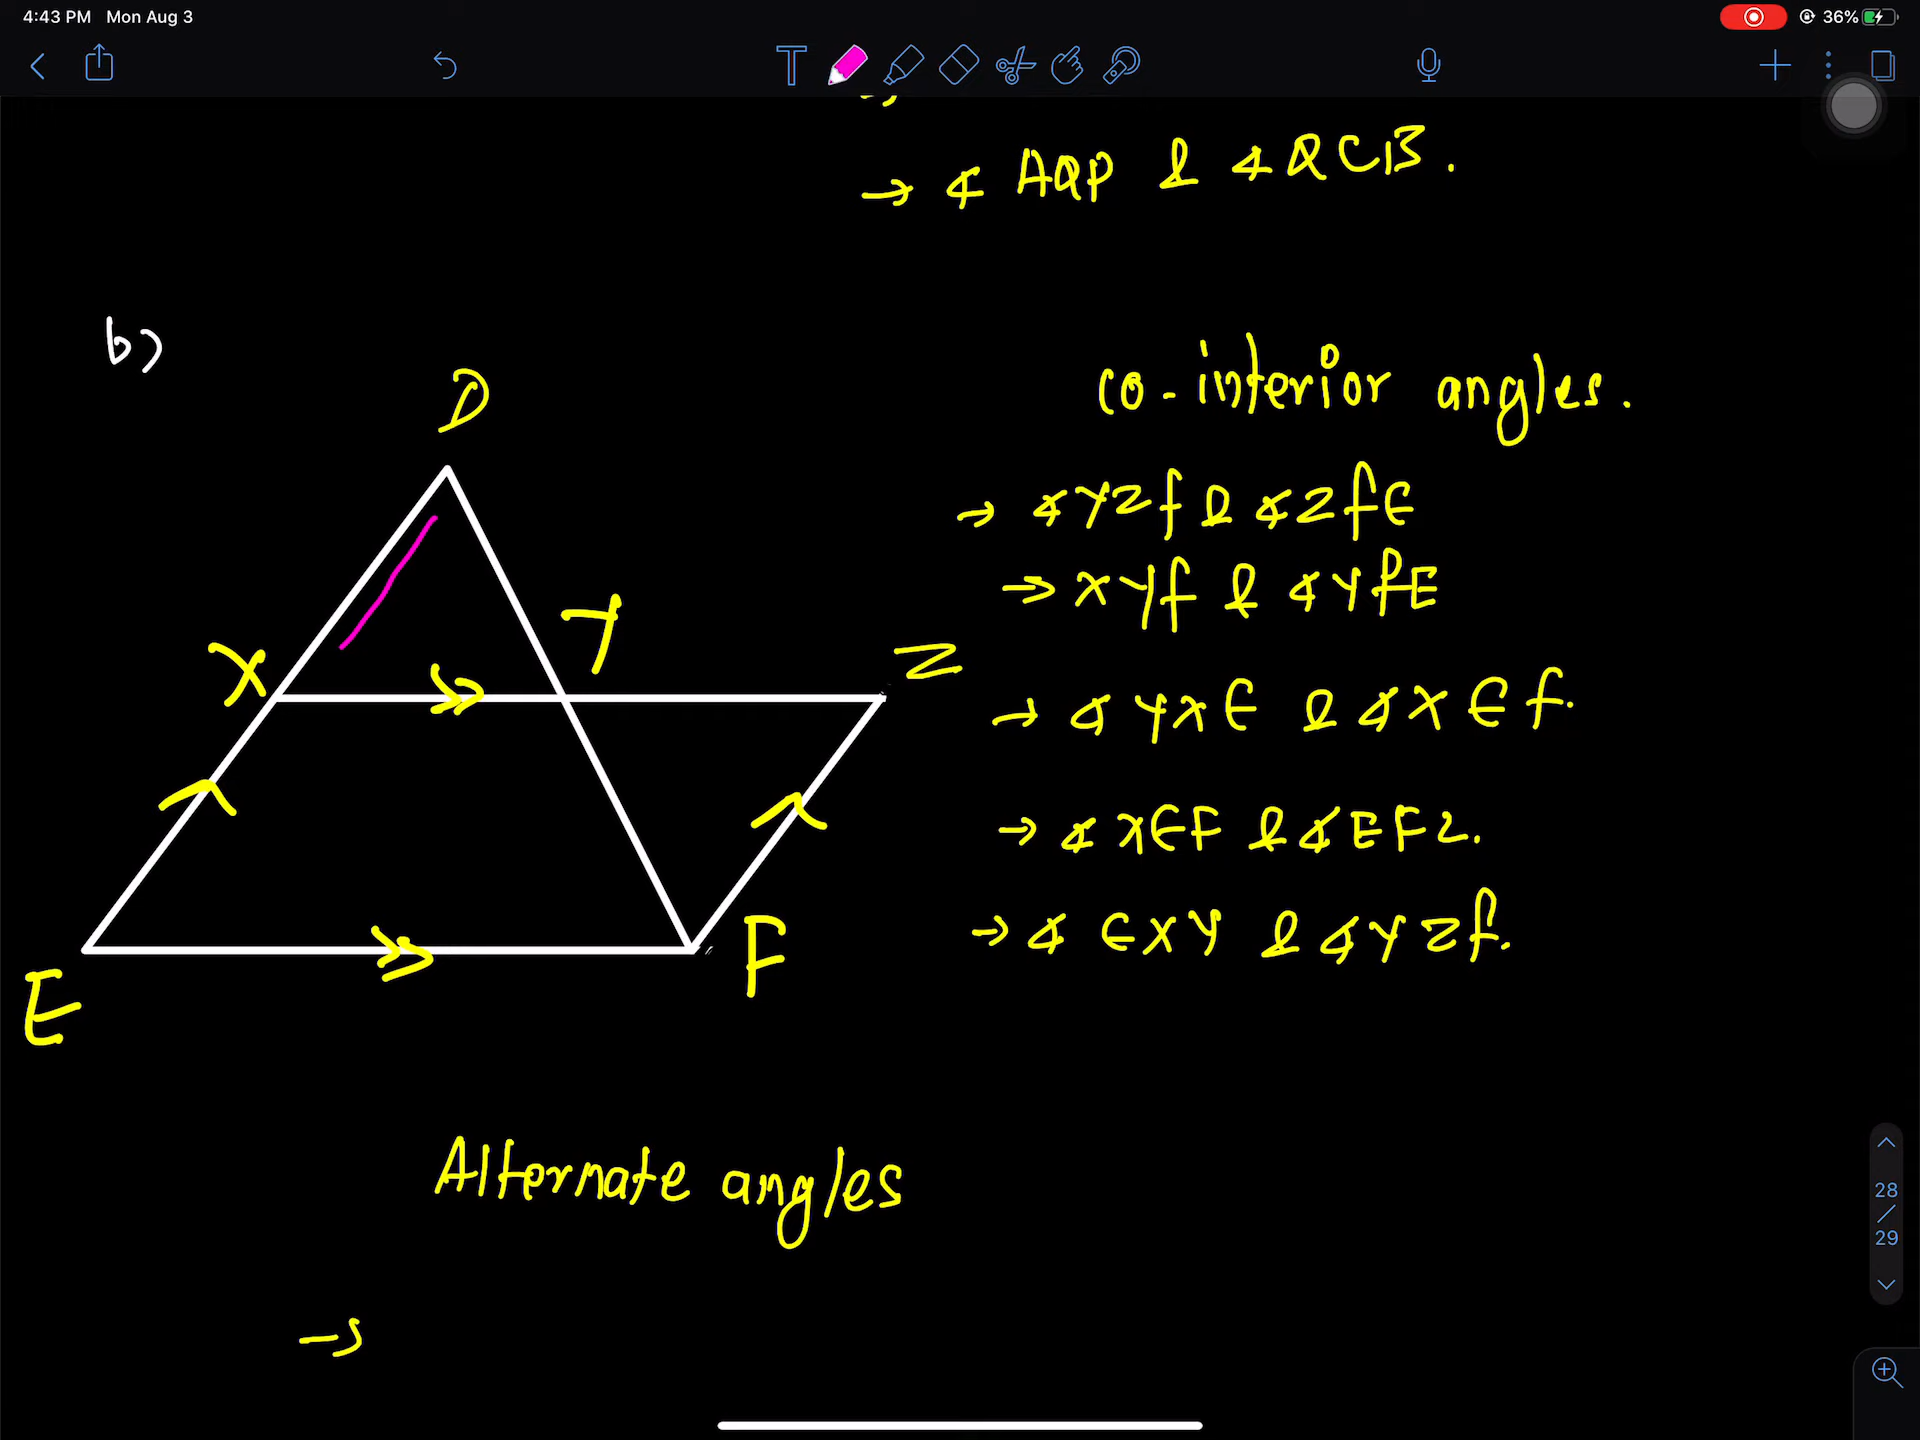 4:43 PM Mon Aug 3
36%
→ ∡ AQP & ∡ QCB.
b)
co-interior angles.
D
→ ∡YZf & ∡ZfE
→ XYf & ∡YfE
X
Y
Z
→ ∡ YXE & ∡XEf.
→ ∡ XEF & ∡EFZ.
→ ∡ EXY & ∡YZf.
E
F
Alternate angles
28
/
29
→